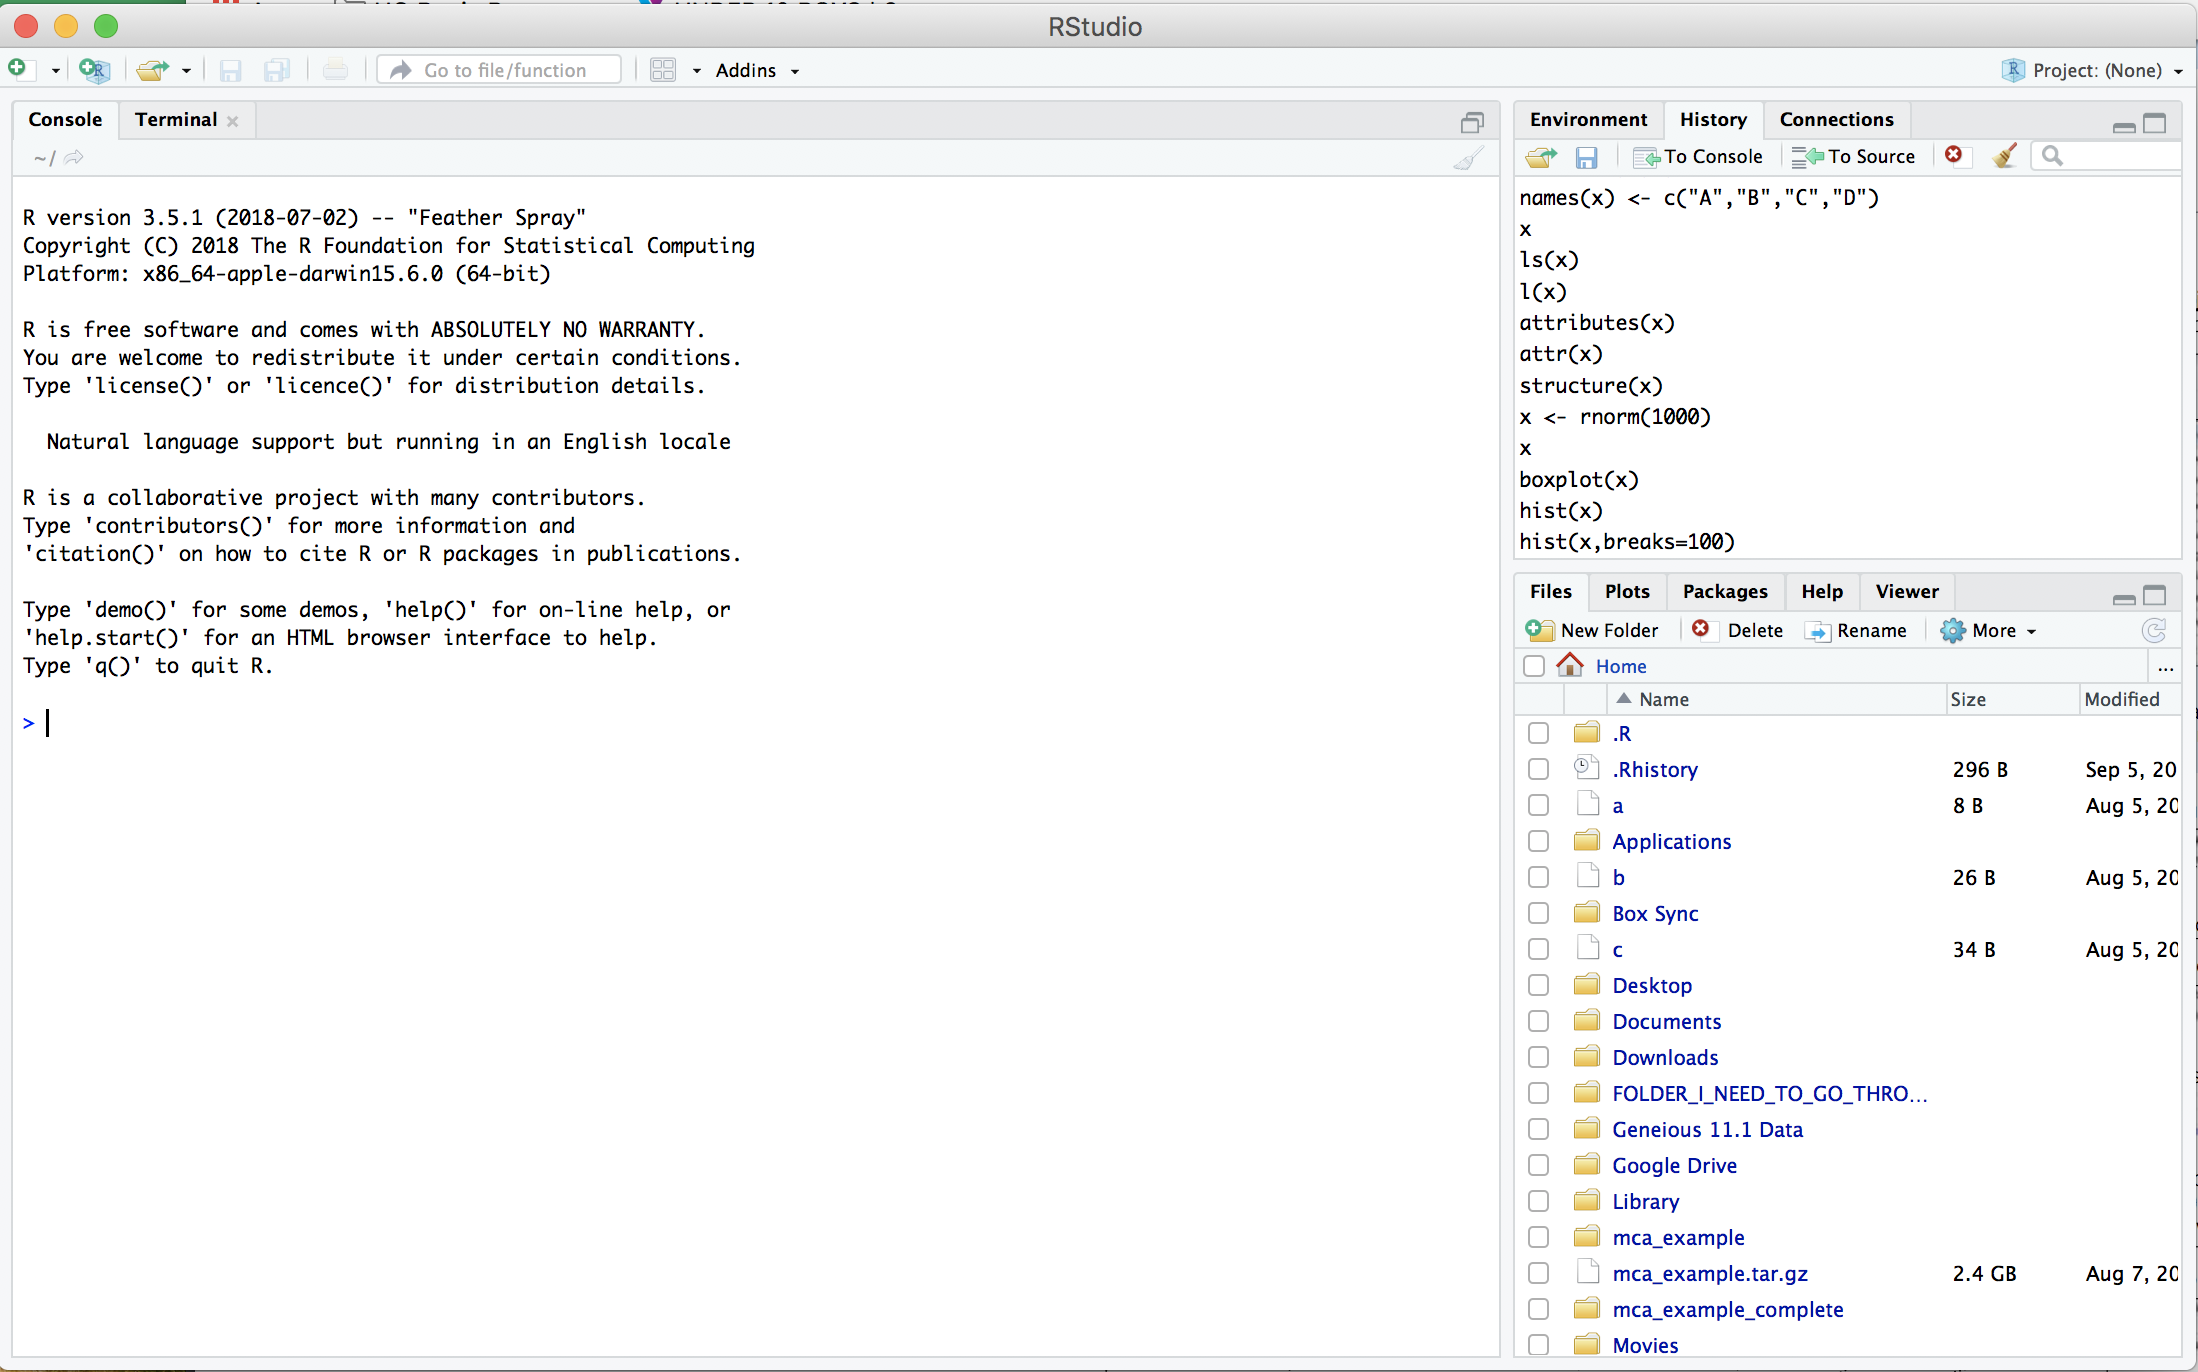 RStudio
Go to file/function
Addins
Project: (None)
Console
Terminal
~/
R version 3.5.1 (2018-07-02) -- "Feather Spray"
Copyright (C) 2018 The R Foundation for Statistical Computing
Platform: x86_64-apple-darwin15.6.0 (64-bit)
R is free software and comes with ABSOLUTELY NO WARRANTY.
You are welcome to redistribute it under certain conditions.
Type 'license()' or 'licence()' for distribution details.
Natural language support but running in an English locale
R is a collaborative project with many contributors.
Type 'contributors()' for more information and
'citation()' on how to cite R or R packages in publications.
Type 'demo()' for some demos, 'help()' for on-line help, or
'help.start()' for an HTML browser interface to help.
Type 'q()' to quit R.
>
Environment History Connections
To Console To Source
names(x) <- c("A","B","C","D")
x
ls(x)
l(x)
attributes(x)
attr(x)
structure(x)
x <- rnorm(1000)
x
boxplot(x)
hist(x)
hist(x,breaks=100)
Files Plots Packages Help Viewer
New Folder Delete Rename More
Home ...
Name Size Modified
.R
.Rhistory 296 B Sep 5, 20
a 8 B Aug 5, 20
Applications
b 26 B Aug 5, 20
Box Sync
c 34 B Aug 5, 20
Desktop
Documents
Downloads
FOLDER_I_NEED_TO_GO_THRO...
Geneious 11.1 Data
Google Drive
Library
mca_example
mca_example.tar.gz 2.4 GB Aug 7, 20
mca_example_complete
Movies